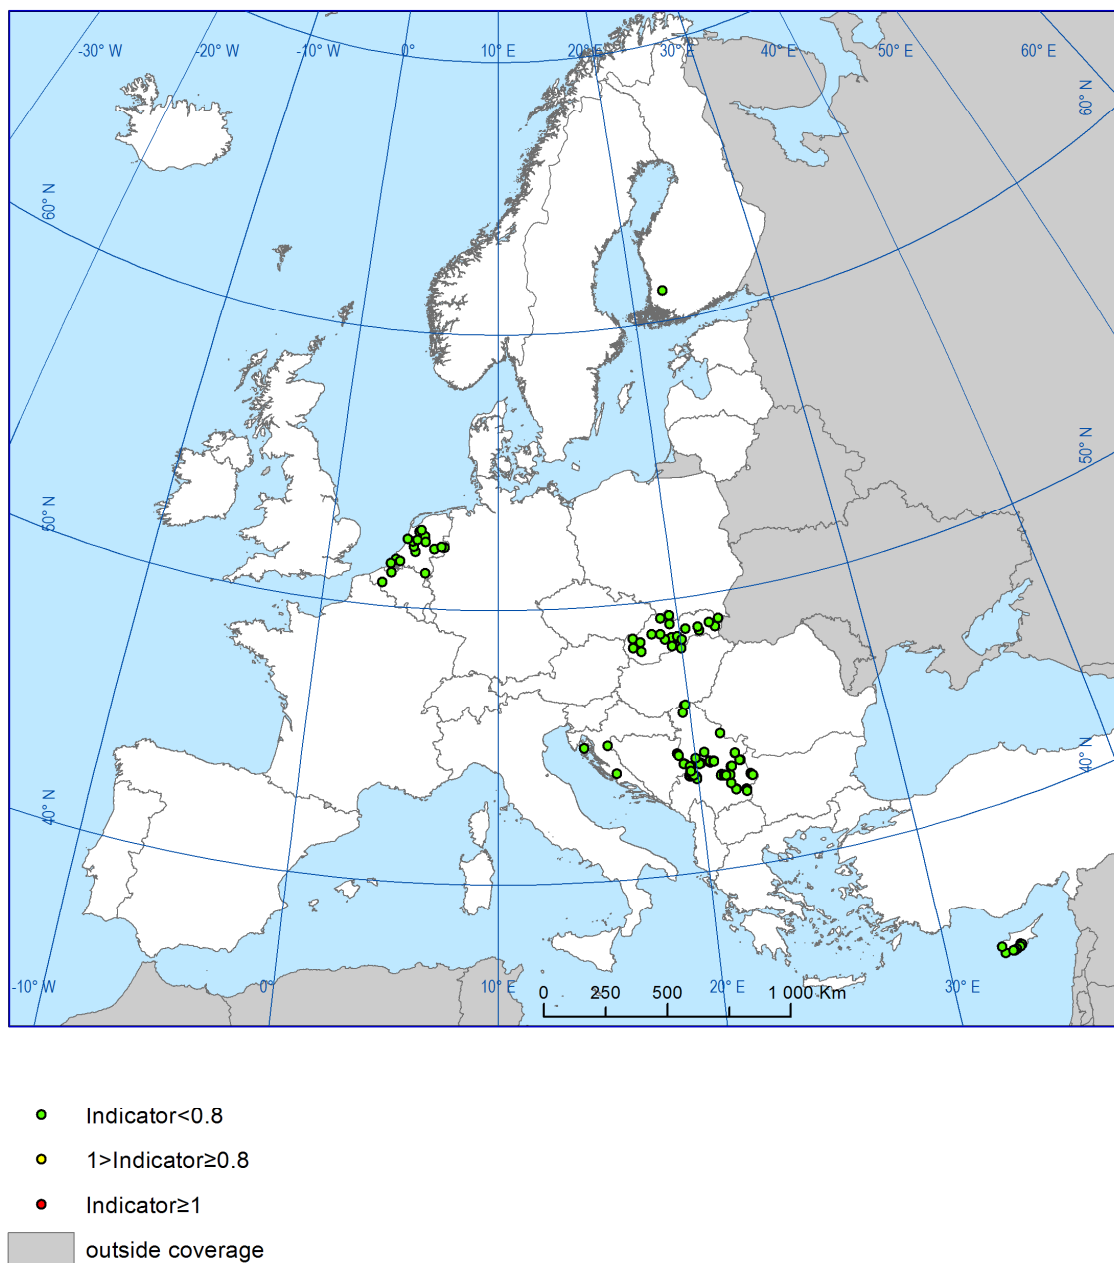 -30° W -20° W -10° W 0° 10° E 20° E 30° E 40° E 50° E 60° E
60° N
60° N
50° N
50° N
40° N
40° N
-10° W 0° 10° E 20° E 30° E
0 250 500 1 000 Km
Indicator<0.8
1>Indicator≥0.8
Indicator≥1
outside coverage